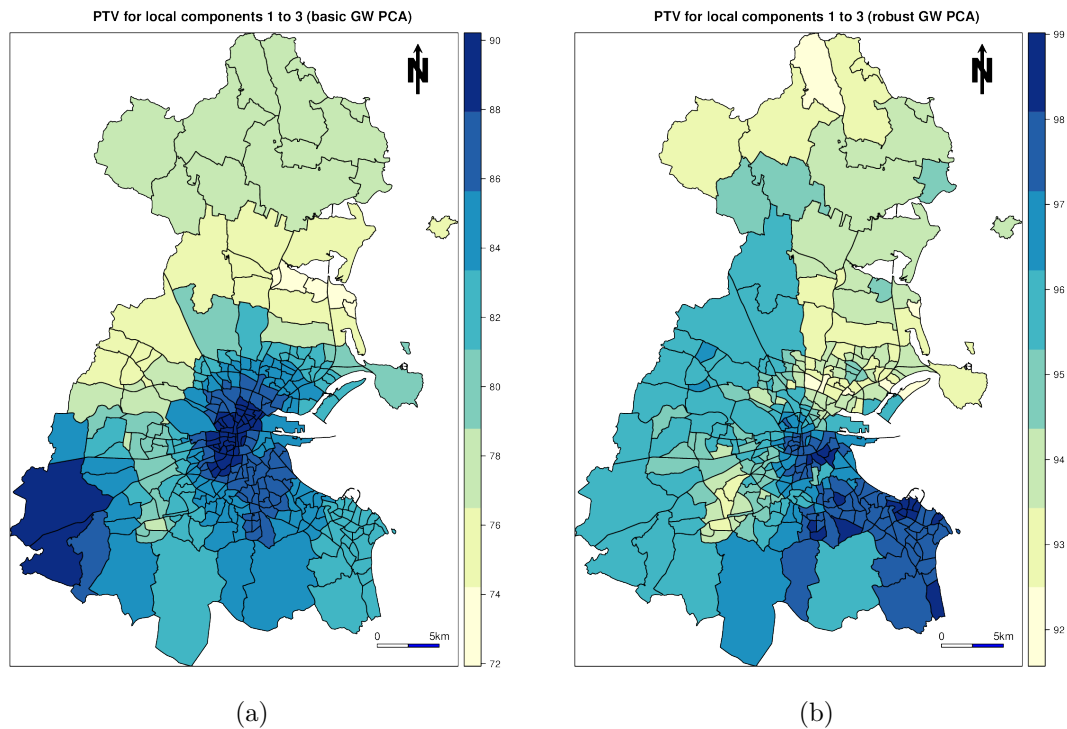 PTV for local components 1 to 3 (basic GW PCA)
N
90
88
86
84
82
80
78
76
74
72
0 5km
(a)
PTV for local components 1 to 3 (robust GW PCA)
N
99
98
97
96
95
94
93
92
0 5km
(b)